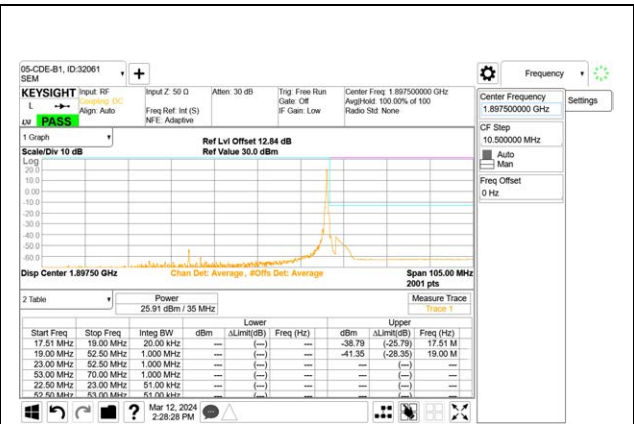 05-CDE-B1, ID:32061
SEM
Frequency
KEYSIGHT
L
PASS
Input: RF
Coupling: DC
Align: Auto
Input Z: 50 Ω
Freq Ref: Int (S)
NFE: Adaptive
Atten: 30 dB
Trig: Free Run
Gate: Off
IF Gain: Low
Center Freq: 1.897500000 GHz
Avg|Hold: 100.00% of 100
Radio Std: None
Center Frequency
1.897500000 GHz
Settings
CF Step
10.500000 MHz
Auto
Man
Freq Offset
0 Hz
1 Graph
Scale/Div 10 dB
Ref Lvl Offset 12.84 dB
Ref Value 30.0 dBm
Log
20.0
10.0
0.00
-10.0
-20.0
-30.0
-40.0
-50.0
-60.0
Disp Center 1.89750 GHz
Chan Det: Average, #Offs Det: Average
Span 105.00 MHz
2001 pts
2 Table
Power
25.91 dBm / 35 MHz
Measure Trace
Trace 1
Lower Upper
Start Freq Stop Freq Integ BW dBm ΔLimit(dB) Freq (Hz) dBm ΔLimit(dB) Freq (Hz)
17.51 MHz 19.00 MHz 20.00 kHz --- (---) --- -38.79 (-25.79) 17.51 M
19.00 MHz 52.50 MHz 1.000 MHz --- (---) --- -41.35 (-28.35) 19.00 M
23.00 MHz 52.50 MHz 1.000 MHz --- (---) --- --- (---) ---
53.00 MHz 70.00 MHz 1.000 MHz --- (---) --- --- (---) ---
22.50 MHz 23.00 MHz 51.00 kHz --- (---) --- --- (---) ---
52.50 MHz 53.00 MHz 51.00 kHz --- (---) --- --- (---) ---
Mar 12, 2024
2:28:28 PM